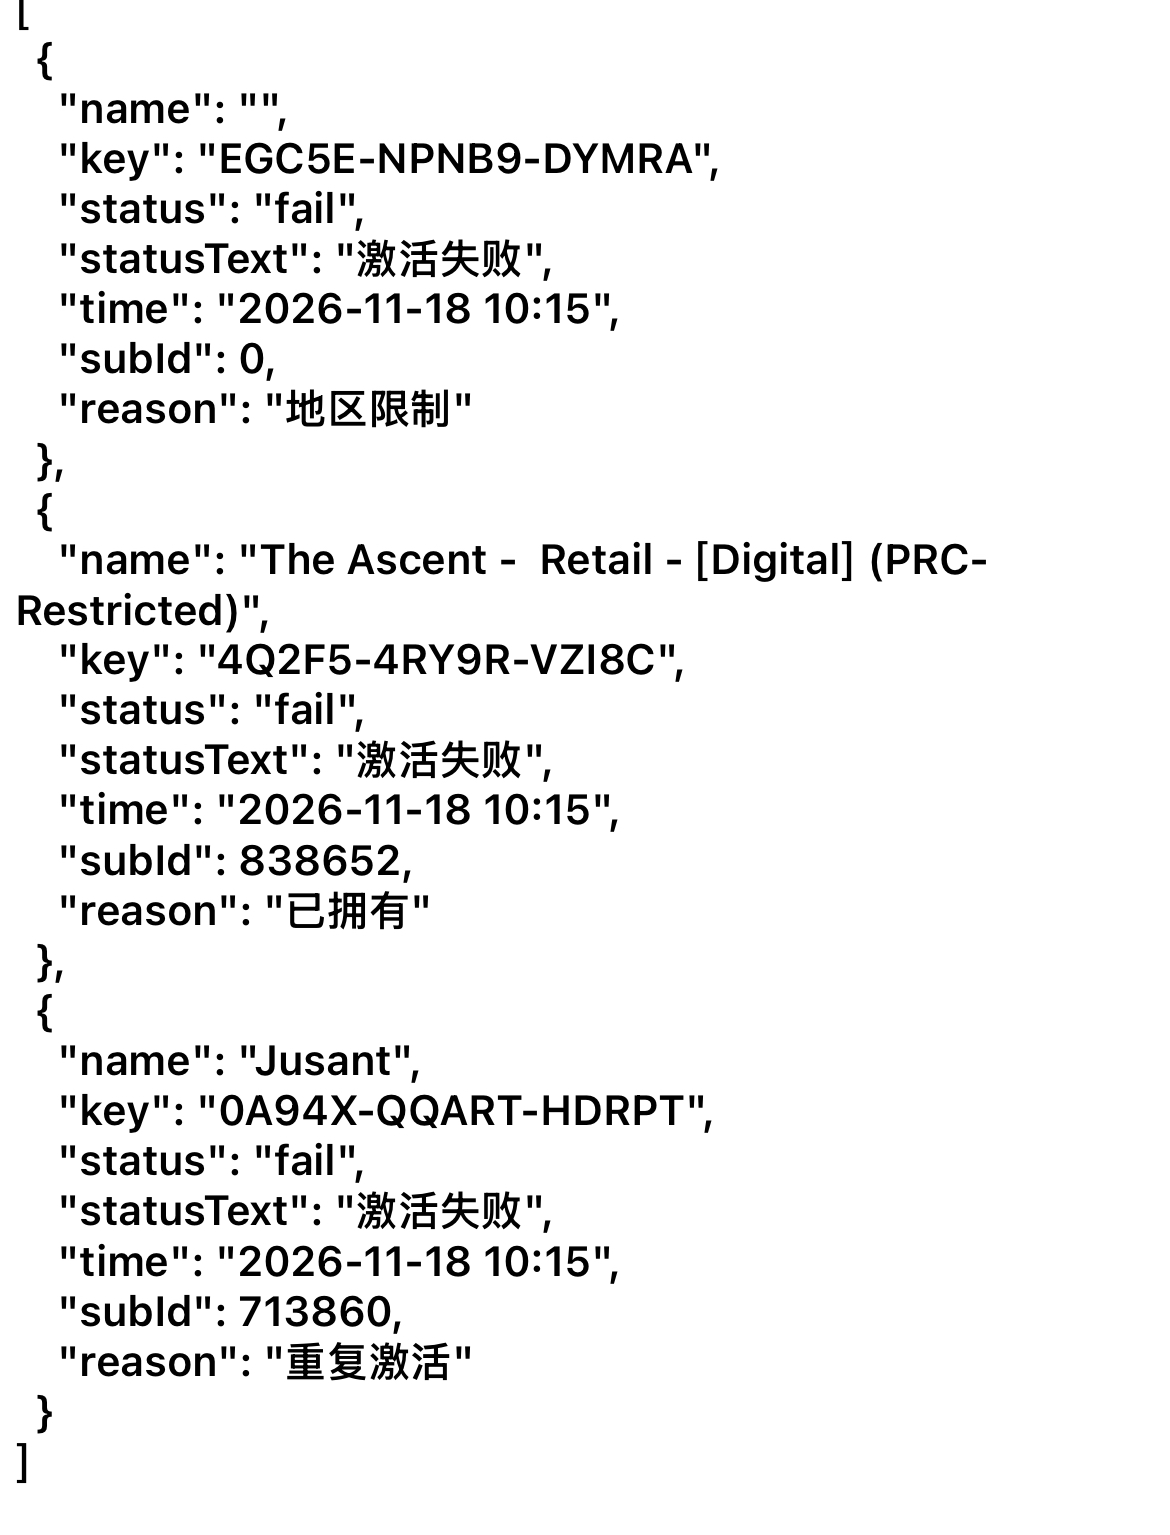 [
{
"name": "",
"key": "EGC5E-NPNB9-DYMRA",
"status": "fail",
"statusText": "激活失败",
"time": "2026-11-18 10:15",
"subId": 0,
"reason": "地区限制"
},
{
"name": "The Ascent -  Retail - [Digital] (PRC-
Restricted)",
"key": "4Q2F5-4RY9R-VZI8C",
"status": "fail",
"statusText": "激活失败",
"time": "2026-11-18 10:15",
"subId": 838652,
"reason": "已拥有"
},
{
"name": "Jusant",
"key": "0A94X-QQART-HDRPT",
"status": "fail",
"statusText": "激活失败",
"time": "2026-11-18 10:15",
"subId": 713860,
"reason": "重复激活"
}
]